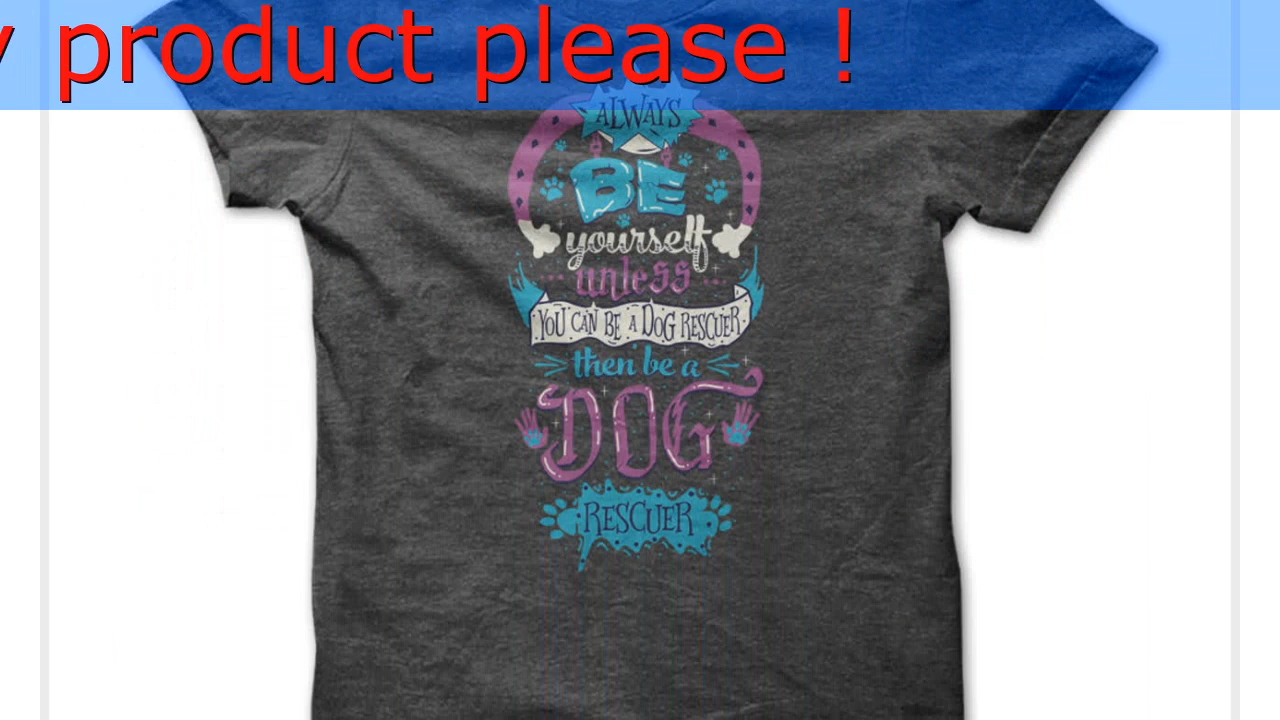 product please !
ALWAYS
BE
yourself
unless
YOU CAN BE A DOG RESCUER
then be a
DOG
RESCUER